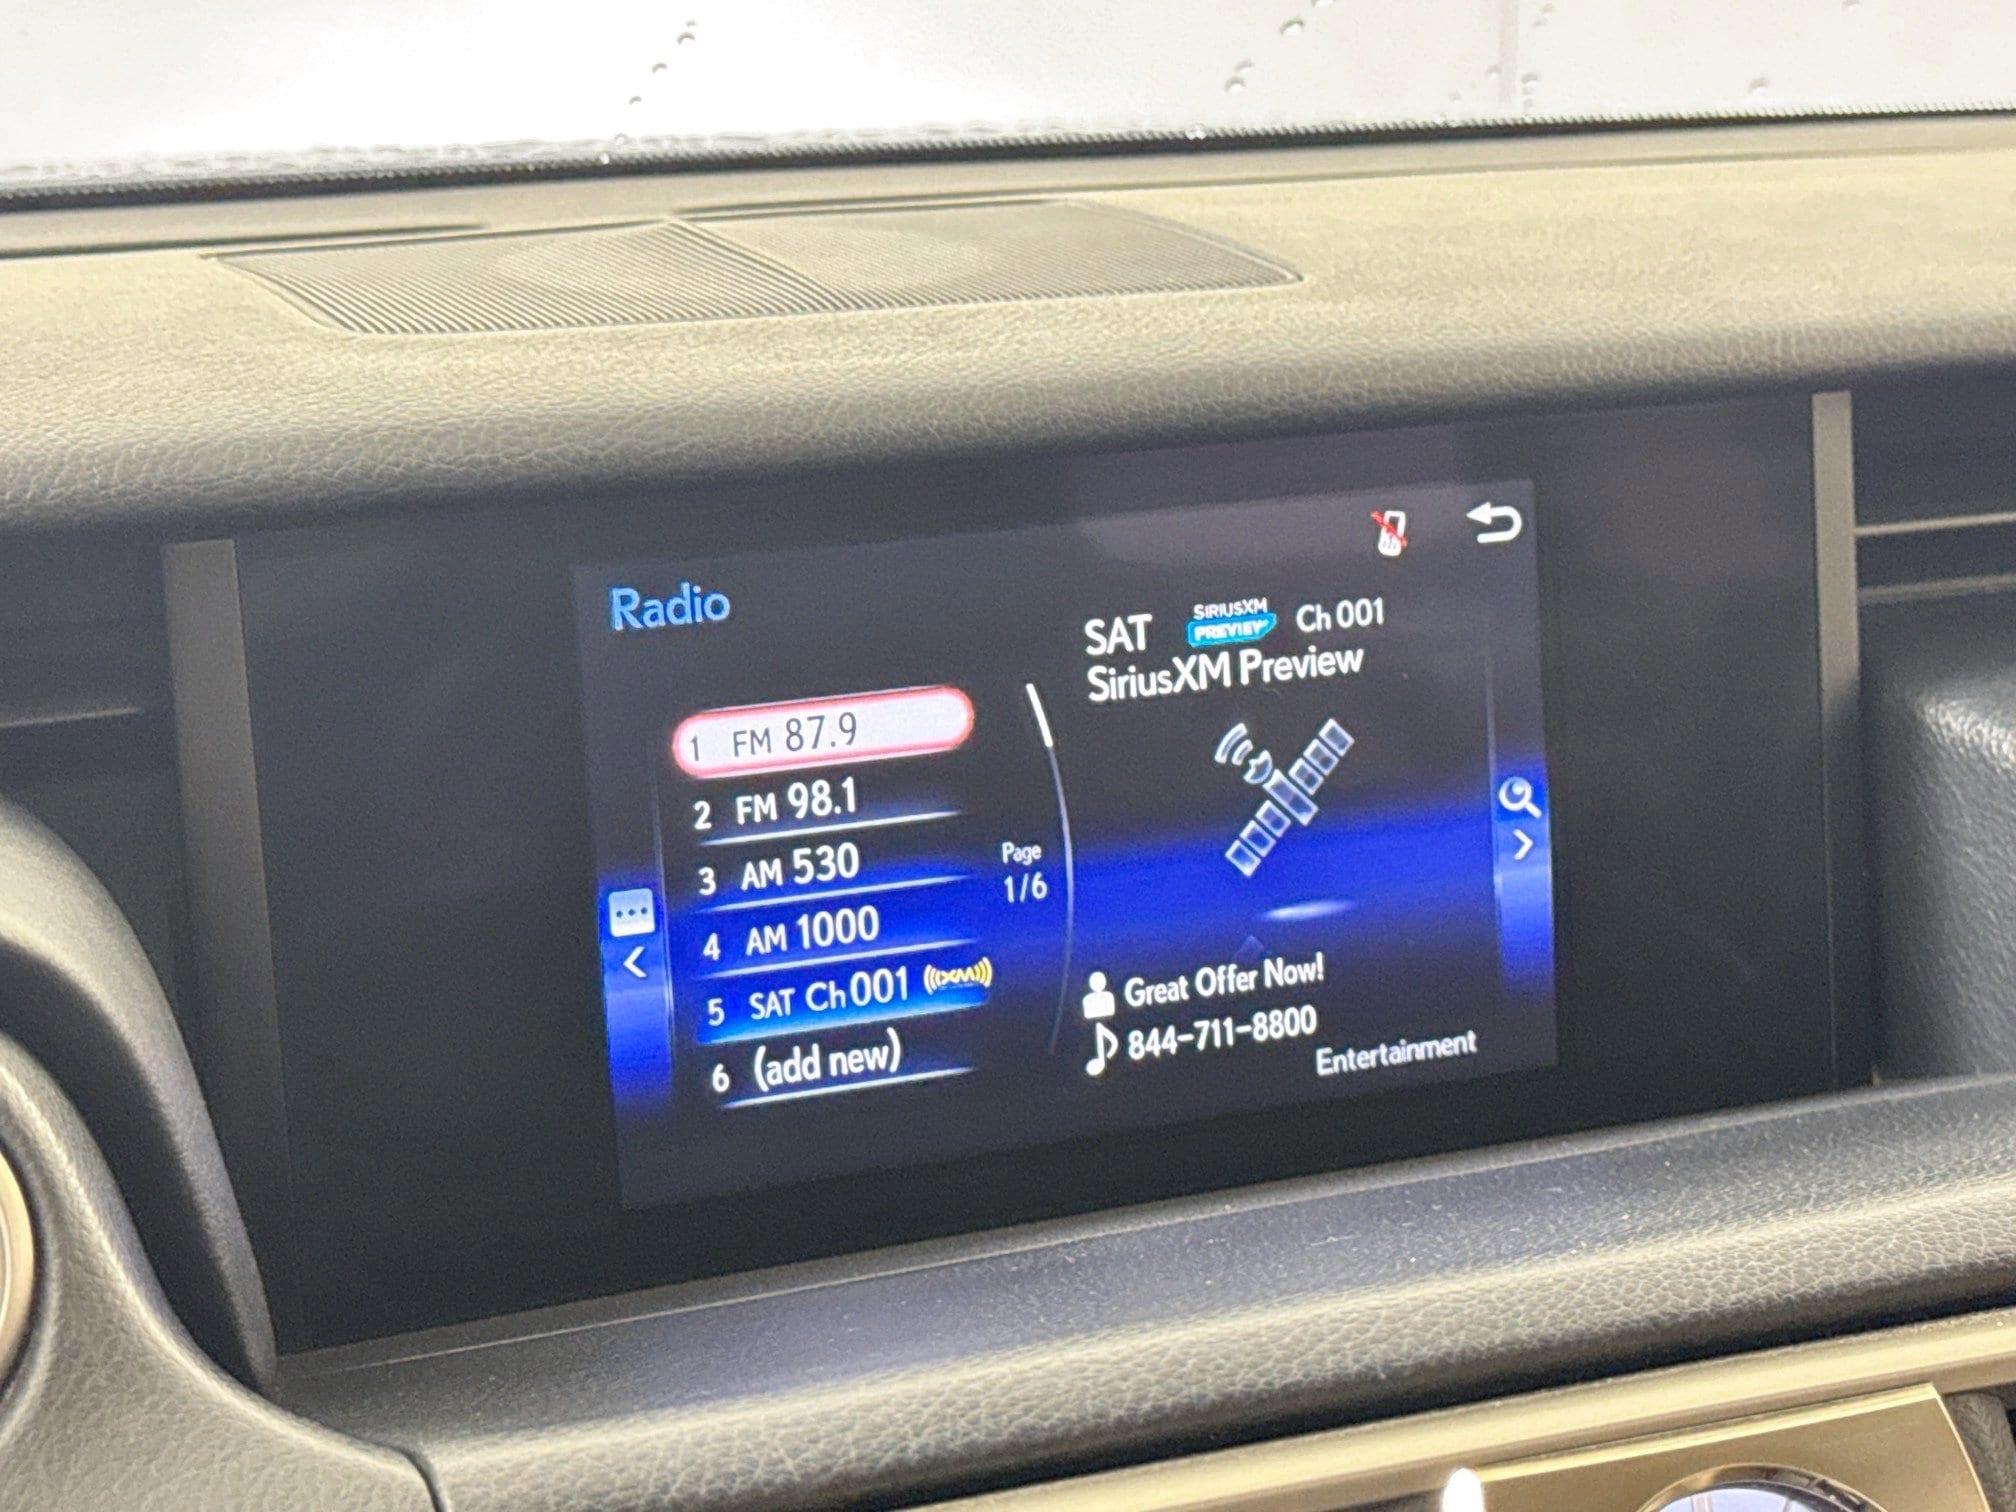 Radio
1 FM 87.9
2 FM 98.1
3 AM 530
4 AM 1000
5 SAT Ch 001 ((XM))
6 (add new)
Page
1/6
SAT SIRIUSXM PREVIEW Ch 001
SiriusXM Preview
Great Offer Now!
844-711-8800
Entertainment